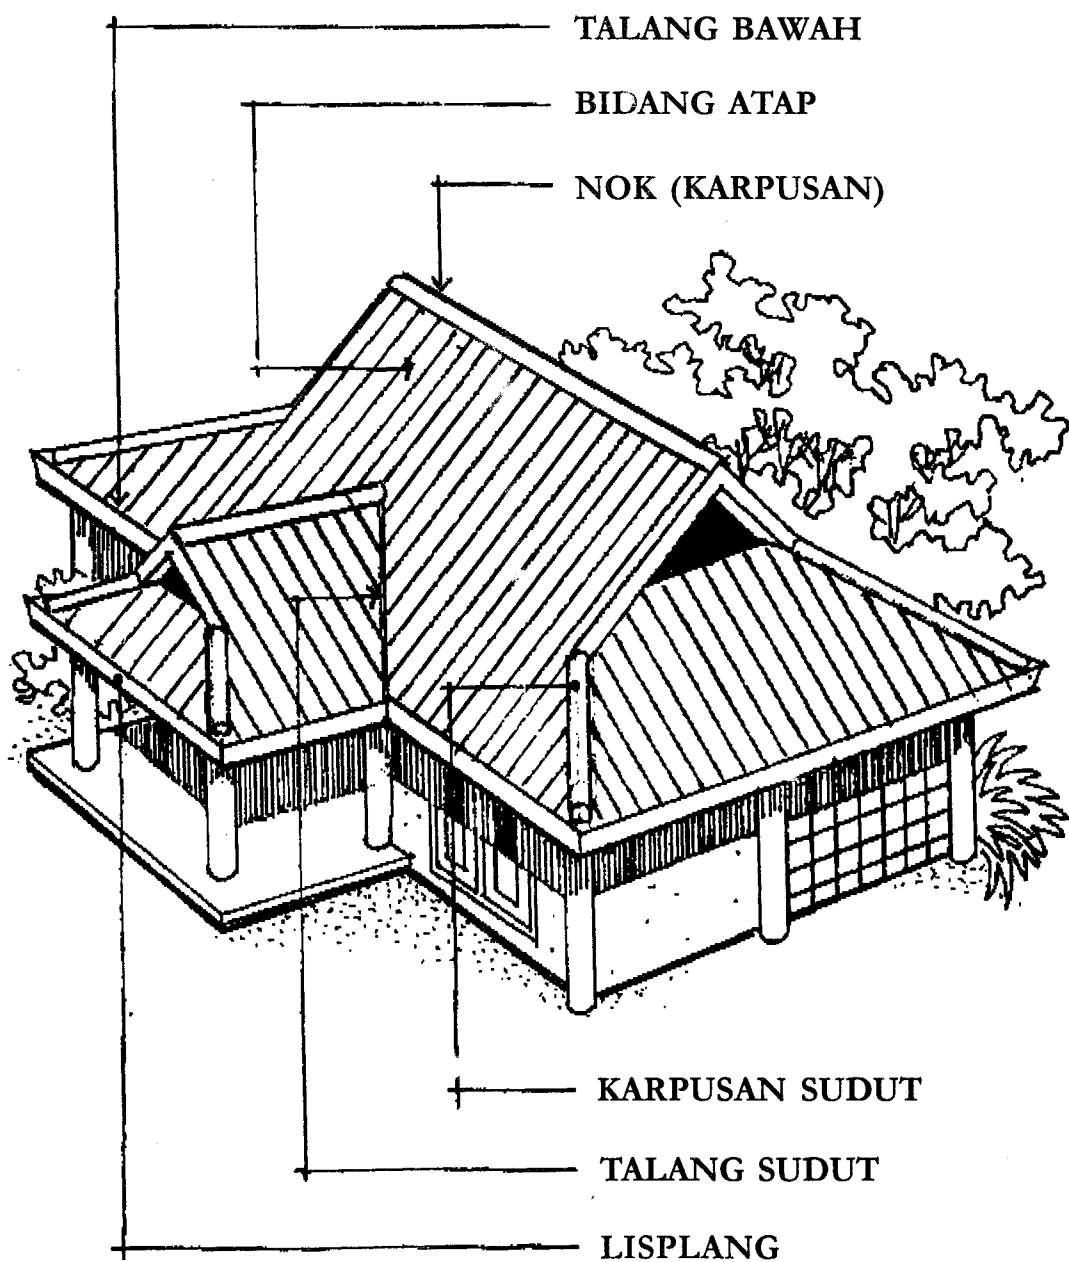 TALANG BAWAH
BIDANG ATAP
NOK (KARPUSAN)
KARPUSAN SUDUT
TALANG SUDUT
LISPLANG